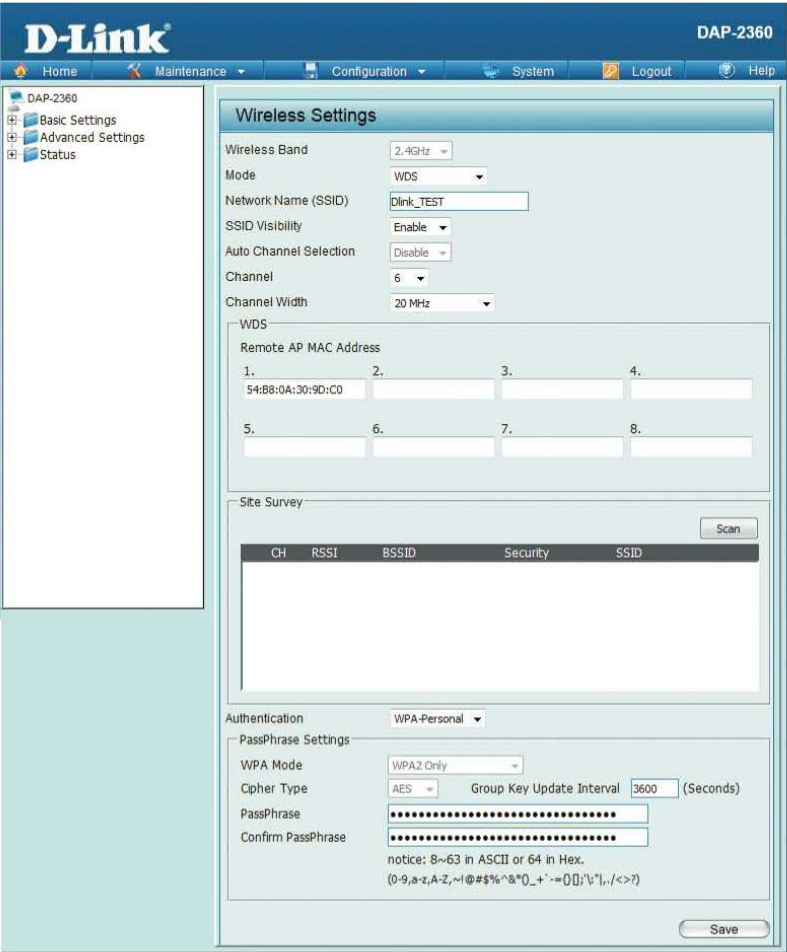 D-Link®
DAP-2360
Home Maintenance Configuration System Logout Help
DAP-2360
Basic Settings
Advanced Settings
Status
Wireless Settings
Wireless Band 2.4GHz
Mode WDS
Network Name (SSID) Dlink_TEST
SSID Visibility Enable
Auto Channel Selection Disable
Channel 6
Channel Width 20 MHz
WDS
Remote AP MAC Address
1. 2. 3. 4.
54:B8:0A:30:9D:C0
5. 6. 7. 8.
Site Survey
Scan
CH RSSI BSSID Security SSID
Authentication WPA-Personal
PassPhrase Settings
WPA Mode WPA2 Only
Cipher Type AES Group Key Update Interval 3600 (Seconds)
PassPhrase ••••••••••••••••••••••••••••••••
Confirm PassPhrase ••••••••••••••••••••••••••••••••
notice: 8~63 in ASCII or 64 in Hex.
(0-9,a-z,A-Z,~!@#$%^&*()_+`-={}[];'\:"|,./<>?)
Save